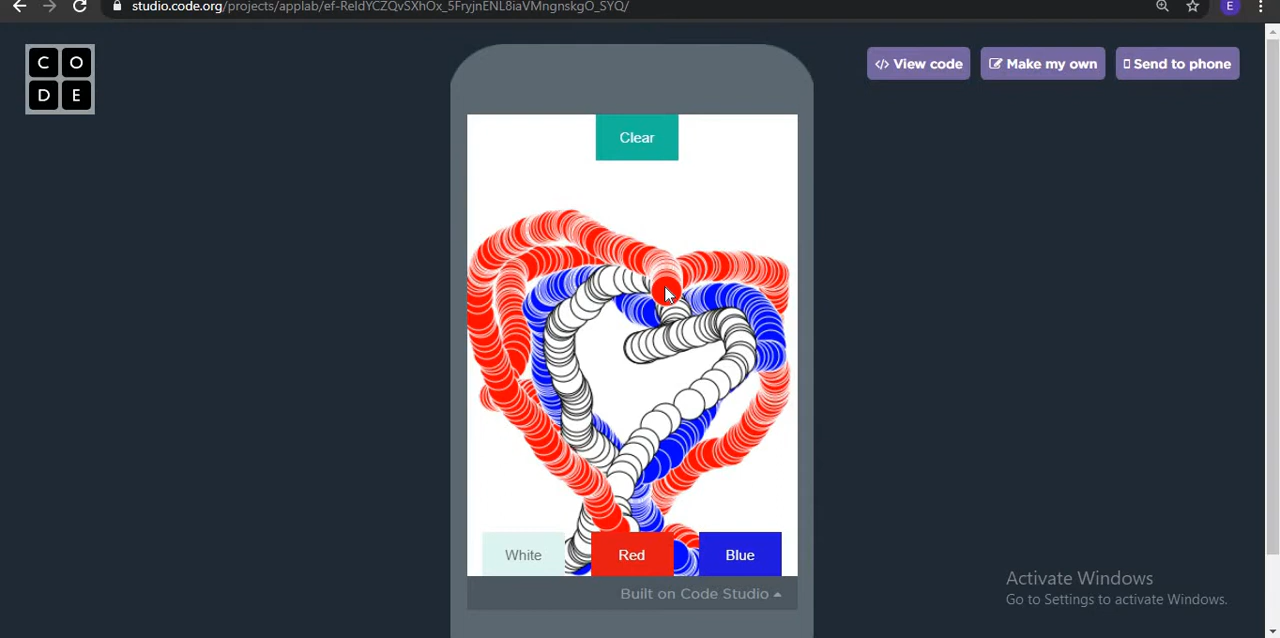 studio.code.org/projects/applab/ef-ReldYCZQvSXhOx_5FryjnENL8iaVMngnskgO_SYQ/
E
C O
D E
</> View code
Make my own
Send to phone
Clear
White
Red
Blue
Built on Code Studio
Activate Windows
Go to Settings to activate Windows.